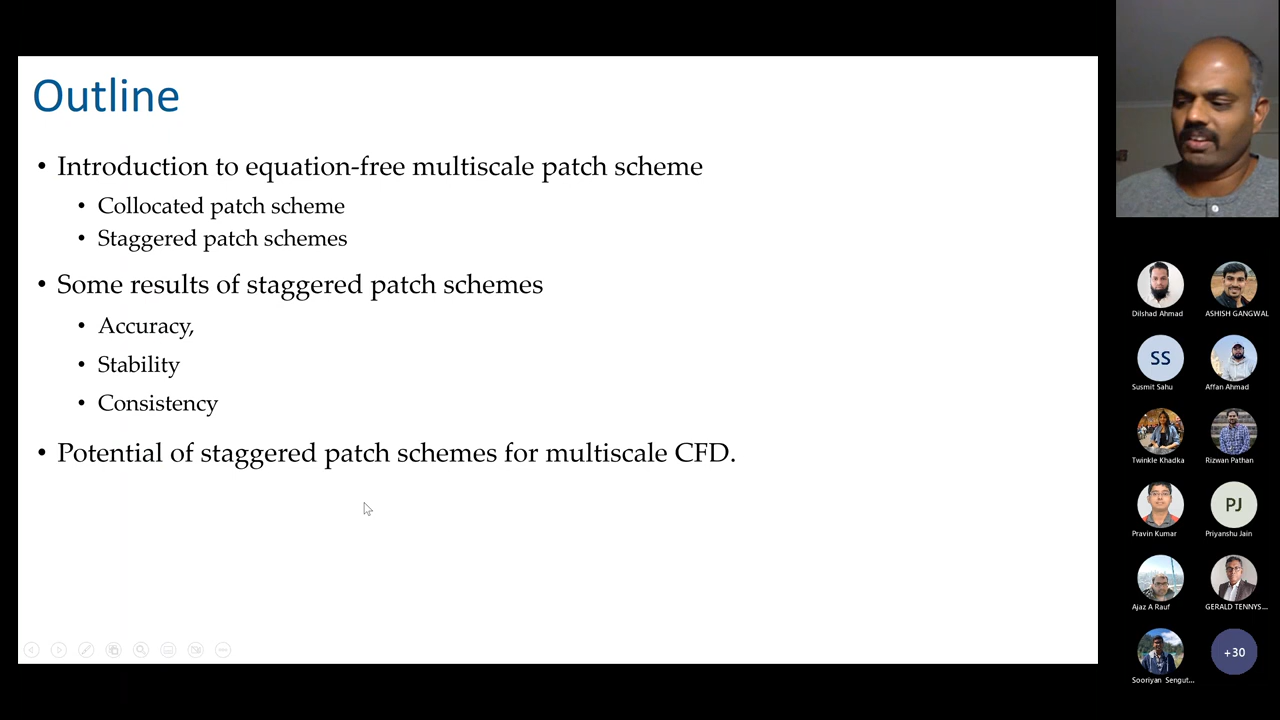 Outline
• Introduction to equation-free multiscale patch scheme
• Collocated patch scheme
• Staggered patch schemes
• Some results of staggered patch schemes
• Accuracy,
• Stability
• Consistency
• Potential of staggered patch schemes for multiscale CFD.
Dilshad Ahmad
ASHISH GANGWAL
SS
Susmit Sahu
Affan Ahmad
Twinkle Khadka
Rizwan Pathan
Pravin Kumar
PJ
Priyanshu Jain
Ajaz A Rauf
GERALD TENNYS...
Sooriyan Sengut...
+30